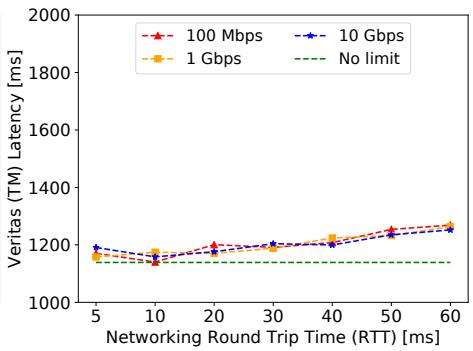 2000
1800
1600
1400
1200
1000
Veritas (TM) Latency [ms]
100 Mbps
1 Gbps
10 Gbps
No limit
5 10 20 30 40 50 60
Networking Round Trip Time (RTT) [ms]